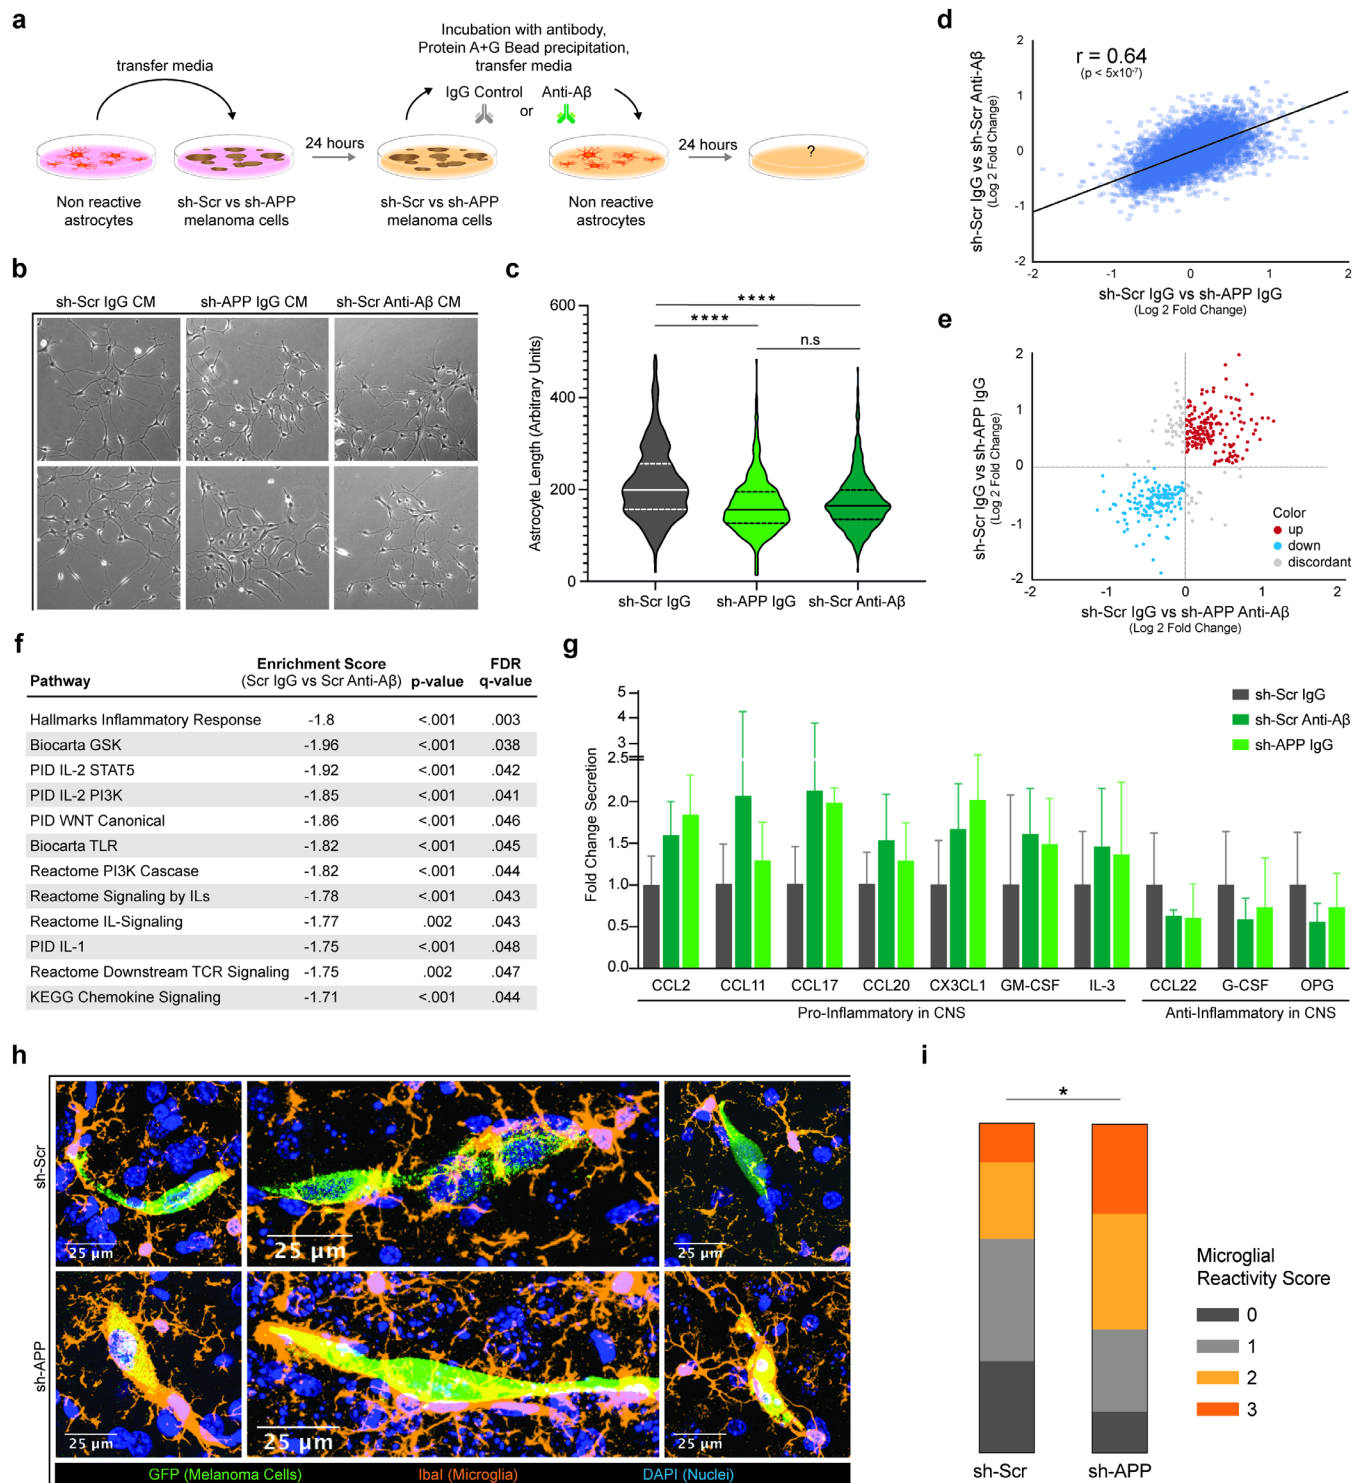 a
transfer media
Incubation with antibody,
Protein A+G Bead precipitation,
transfer media
IgG Control
or
Anti-Aβ
24 hours
24 hours
?
Non reactive
astrocytes
sh-Scr vs sh-APP
melanoma cells
sh-Scr vs sh-APP
melanoma cells
Non reactive
astrocytes
b
sh-Scr IgG CM
sh-APP IgG CM
sh-Scr Anti-Aβ CM
c
Astrocyte Length (Arbitrary Units)
600
400
200
0
****
****
n.s
sh-Scr IgG
sh-APP IgG
sh-Scr Anti-Aβ
d
sh-Scr IgG vs sh-Scr Anti-Aβ
(Log 2 Fold Change)
r = 0.64
(p < 5x10⁻⁷)
2
1
0
-1
-2
-2
-1
0
1
2
sh-Scr IgG vs sh-APP IgG
(Log 2 Fold Change)
e
sh-Scr IgG vs sh-APP IgG
(Log 2 Fold Change)
2
1
0
-1
-2
Color
up
down
discordant
-2
-1
0
1
2
sh-Scr IgG vs sh-APP Anti-Aβ
(Log 2 Fold Change)
f
Pathway Enrichment Score (Scr IgG vs Scr Anti-Aβ) p-value FDR q-value
Hallmarks Inflammatory Response -1.8 <.001 .003
Biocarta GSK -1.96 <.001 .038
PID IL-2 STAT5 -1.92 <.001 .042
PID IL-2 PI3K -1.85 <.001 .041
PID WNT Canonical -1.86 <.001 .046
Biocarta TLR -1.82 <.001 .045
Reactome PI3K Cascase -1.82 <.001 .044
Reactome Signaling by ILs -1.78 <.001 .043
Reactome IL-Signaling -1.77 .002 .043
PID IL-1 -1.75 <.001 .048
Reactome Downstream TCR Signaling -1.75 .002 .047
KEGG Chemokine Signaling -1.71 <.001 .044
g
Fold Change Secretion
5
4
3
2.5
2.0
1.5
1.0
0.5
0.0
sh-Scr IgG
sh-Scr Anti-Aβ
sh-APP IgG
CCL2
CCL11
CCL17
CCL20
CX3CL1
GM-CSF
IL-3
CCL22
G-CSF
OPG
Pro-Inflammatory in CNS
Anti-Inflammatory in CNS
h
sh-Scr
25 μm
25 μm
25 μm
sh-APP
25 μm
25 μm
25 μm
GFP (Melanoma Cells)
Ibal (Microglia)
DAPI (Nuclei)
i
*
Microglial
Reactivity Score
0
1
2
3
sh-Scr
sh-APP